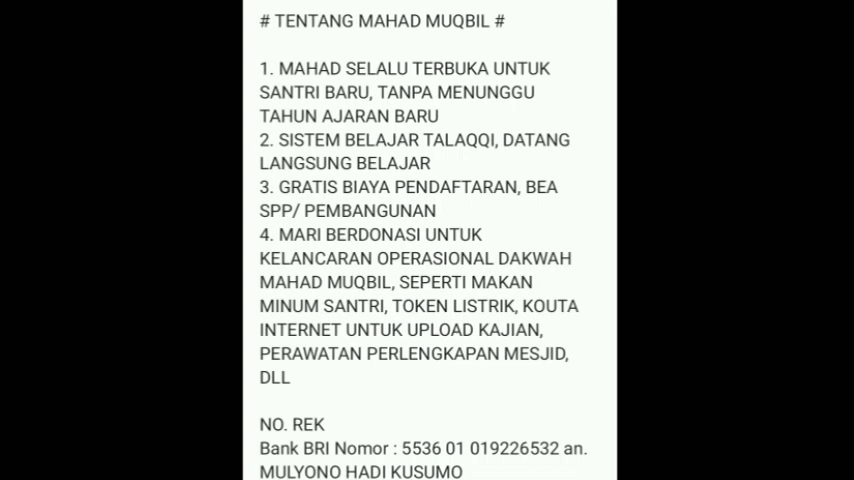 # TENTANG MAHAD MUQBIL #
1. MAHAD SELALU TERBUKA UNTUK
SANTRI BARU, TANPA MENUNGGU
TAHUN AJARAN BARU
2. SISTEM BELAJAR TALAQQI, DATANG
LANGSUNG BELAJAR
3. GRATIS BIAYA PENDAFTARAN, BEA
SPP/ PEMBANGUNAN
4. MARI BERDONASI UNTUK
KELANCARAN OPERASIONAL DAKWAH
MAHAD MUQBIL, SEPERTI MAKAN
MINUM SANTRI, TOKEN LISTRIK, KOUTA
INTERNET UNTUK UPLOAD KAJIAN,
PERAWATAN PERLENGKAPAN MESJID,
DLL
NO. REK
Bank BRI Nomor : 5536 01 019226532 an.
MULYONO HADI KUSUMO